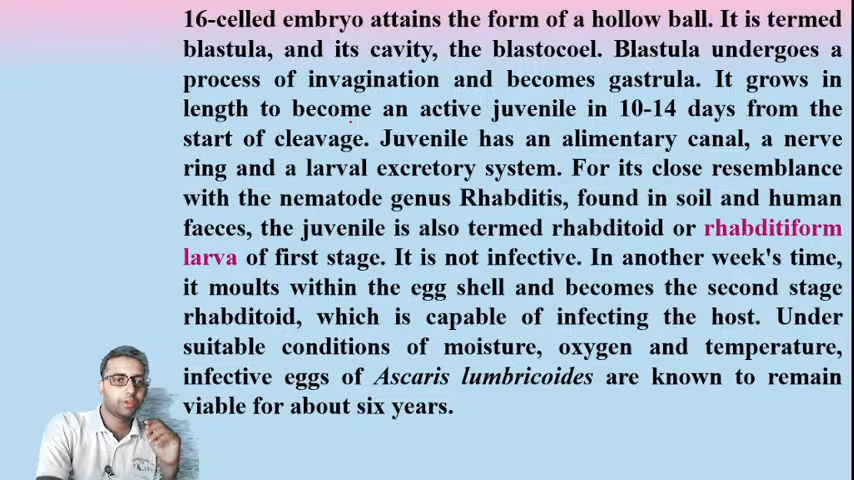 16-celled embryo attains the form of a hollow ball. It is termed
blastula, and its cavity, the blastocoel. Blastula undergoes a
process of invagination and becomes gastrula. It grows in
length to become an active juvenile in 10-14 days from the
start of cleavage. Juvenile has an alimentary canal, a nerve
ring and a larval excretory system. For its close resemblance
with the nematode genus Rhabditis, found in soil and human
faeces, the juvenile is also termed rhabditoid or rhabditiform
larva of first stage. It is not infective. In another week's time,
it moults within the egg shell and becomes the second stage
rhabditoid, which is capable of infecting the host. Under
suitable conditions of moisture, oxygen and temperature,
infective eggs of Ascaris lumbricoides are known to remain
viable for about six years.